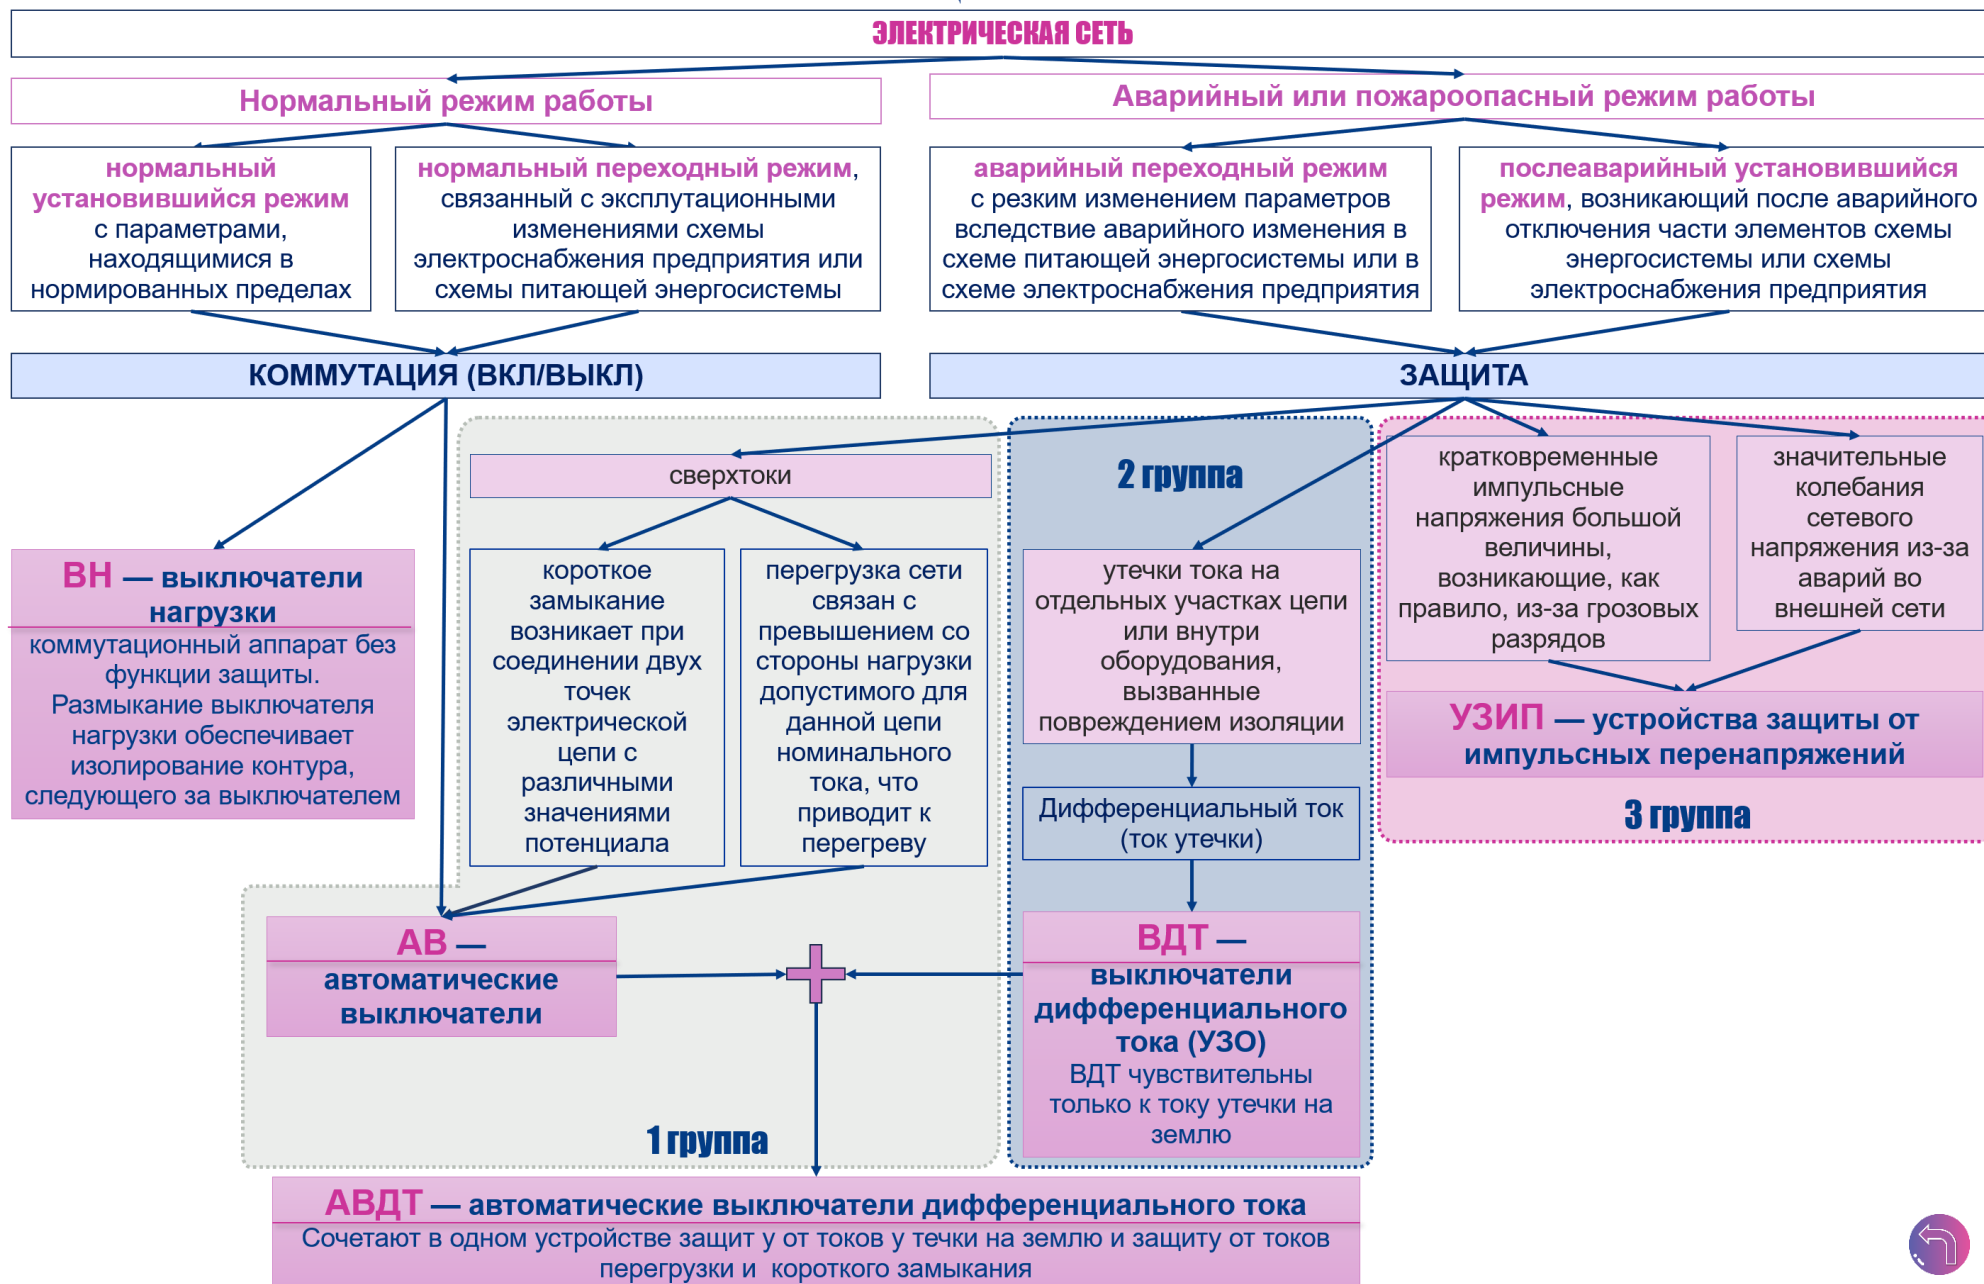 ЭЛЕКТРИЧЕСКАЯ СЕТЬ
Нормальный режим работы
Аварийный или пожароопасный режим работы
нормальный
установившийся режим
с параметрами,
находящимися в
нормированных пределах
нормальный переходный режим,
связанный с эксплутационными
изменениями схемы
электроснабжения предприятия или
схемы питающей энергосистемы
аварийный переходный режим
с резким изменением параметров
вследствие аварийного изменения в
схеме питающей энергосистемы или в
схеме электроснабжения предприятия
послеаварийный установившийся
режим, возникающий после аварийного
отключения части элементов схемы
энергосистемы или схемы
электроснабжения предприятия
КОММУТАЦИЯ (ВКЛ/ВЫКЛ)
ЗАЩИТА
ВН — выключатели
нагрузки
коммутационный аппарат без
функции защиты.
Размыкание выключателя
нагрузки обеспечивает
изолирование контура,
следующего за выключателем
сверхтоки
короткое
замыкание
возникает при
соединении двух
точек
электрической
цепи с
различными
значениями
потенциала
перегрузка сети
связан с
превышением со
стороны нагрузки
допустимого для
данной цепи
номинального
тока, что
приводит к
перегреву
АВ —
автоматические
выключатели
1 группа
2 группа
утечки тока на
отдельных участках цепи
или внутри
оборудования,
вызванные
повреждением изоляции
Дифференциальный ток
(ток утечки)
ВДТ —
выключатели
дифференциального
тока (УЗО)
ВДТ чувствительны
только к току утечки на
землю
кратковременные
импульсные
напряжения большой
величины,
возникающие, как
правило, из-за грозовых
разрядов
значительные
колебания
сетевого
напряжения из-за
аварий во
внешней сети
УЗИП — устройства защиты от
импульсных перенапряжений
3 группа
АВДТ — автоматические выключатели дифференциального тока
Сочетают в одном устройстве защит у от токов у течки на землю и защиту от токов
перегрузки и короткого замыкания